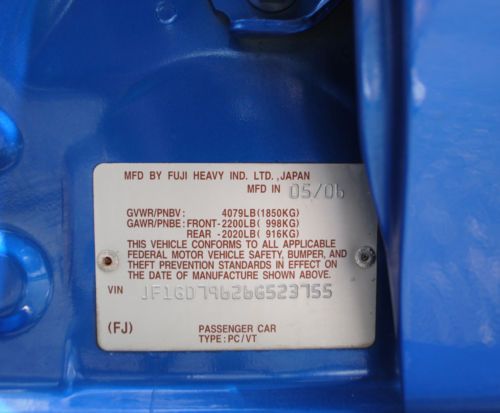 MFD BY FUJI HEAVY IND. LTD.,JAPAN
MFD IN 05/06
GVWR/PNBV: 4079LB(1850KG)
GAWR/PNBE: FRONT-2200LB( 998KG)
REAR -2020LB( 916KG)
THIS VEHICLE CONFORMS TO ALL APPLICABLE
FEDERAL MOTOR VEHICLE SAFETY, BUMPER, AND
THEFT PREVENTION STANDARDS IN EFFECT ON
THE DATE OF MANUFACTURE SHOWN ABOVE.
VIN JF1GD79626G523755
(FJ) PASSENGER CAR
TYPE: PC/VT